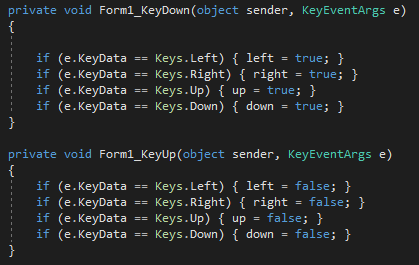 private void Form1_KeyDown(object sender, KeyEventArgs e)
{
if (e.KeyData == Keys.Left) { left = true; }
if (e.KeyData == Keys.Right) { right = true; }
if (e.KeyData == Keys.Up) { up = true; }
if (e.KeyData == Keys.Down) { down = true; }
}
private void Form1_KeyUp(object sender, KeyEventArgs e)
{
if (e.KeyData == Keys.Left) { left = false; }
if (e.KeyData == Keys.Right) { right = false; }
if (e.KeyData == Keys.Up) { up = false; }
if (e.KeyData == Keys.Down) { down = false; }
}